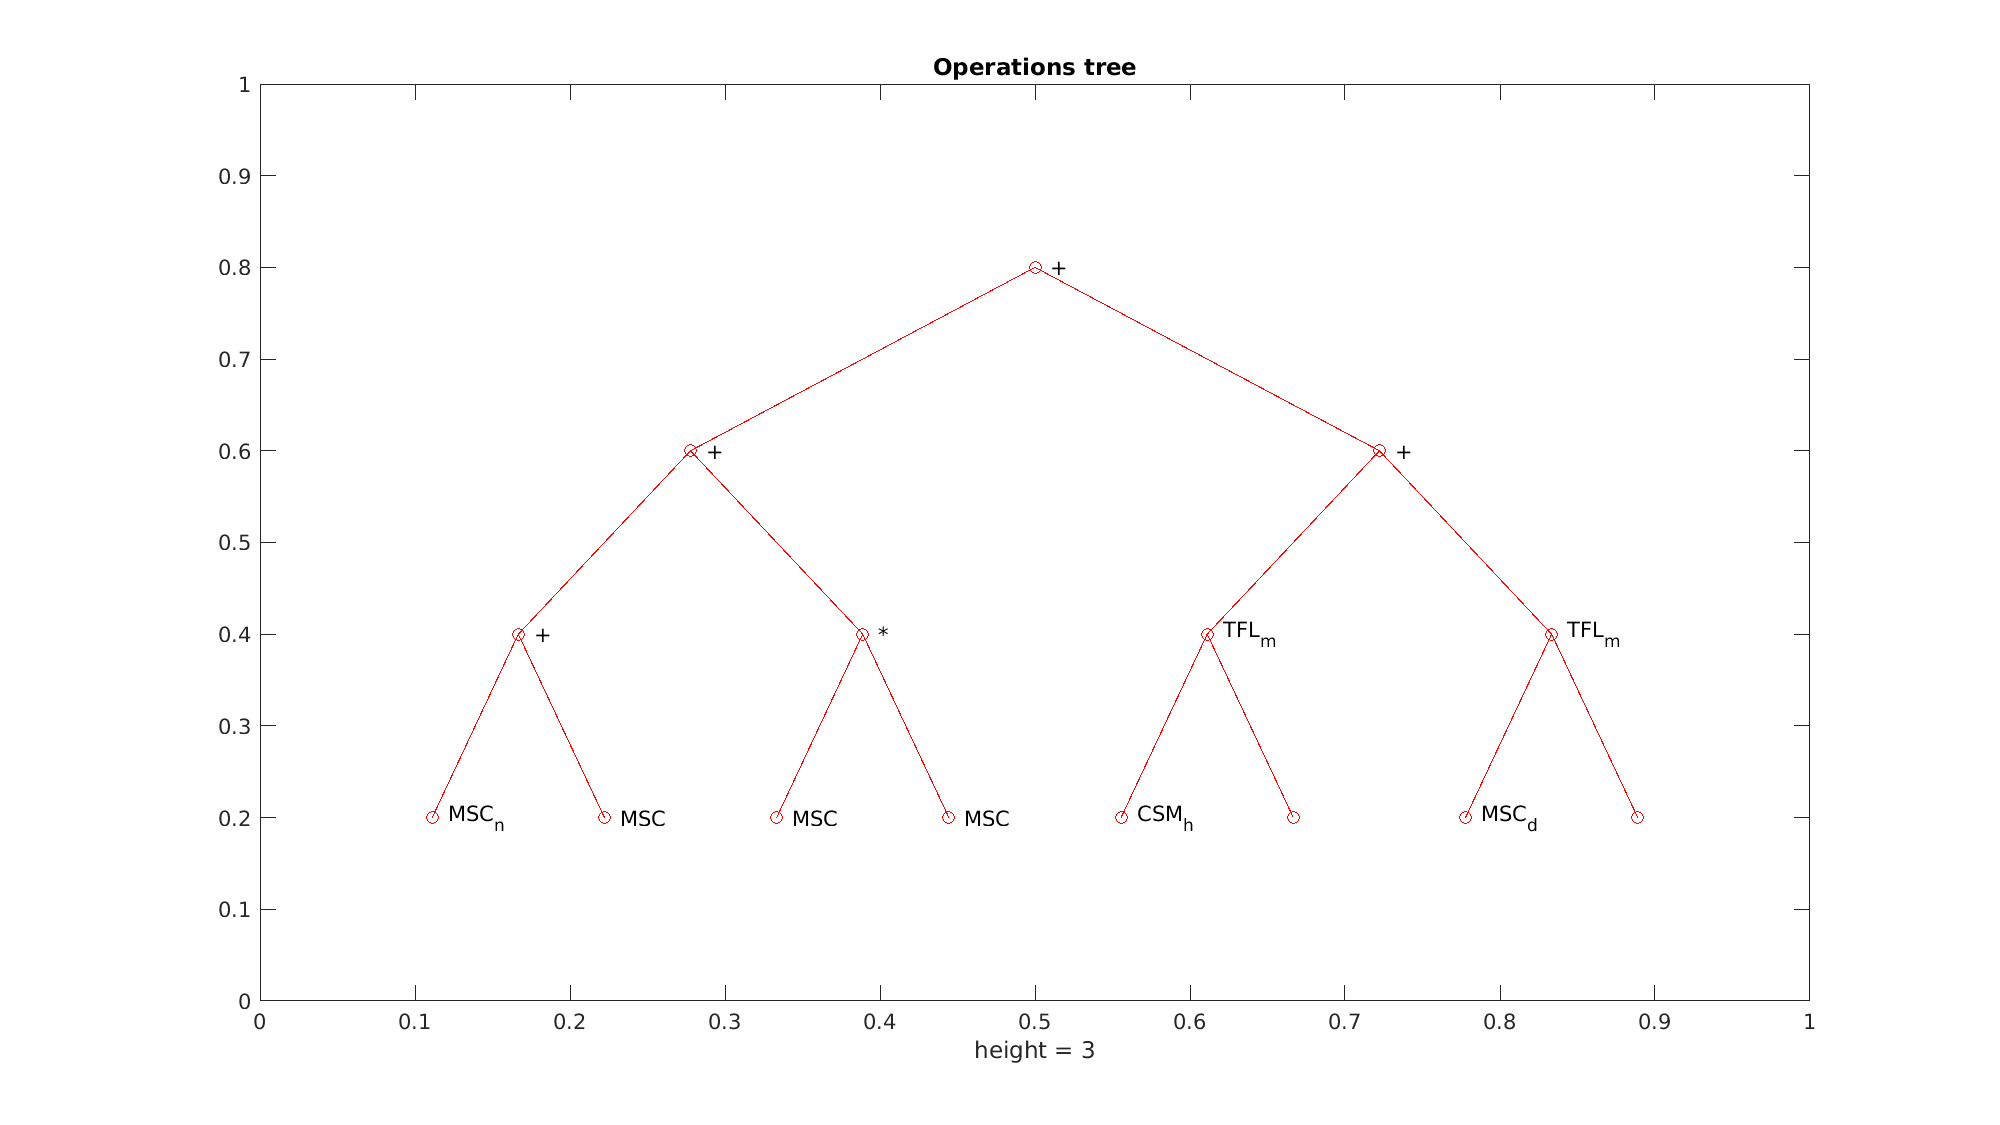 Operations tree
1
0.9
0.8
0.7
0.6
0.5
0.4
0.3
0.2
0.1
0
+
+ +
+ * TFLm TFLm
MSCn MSC MSC MSC CSMh MSCd
0 0.1 0.2 0.3 0.4 0.5 0.6 0.7 0.8 0.9 1
height = 3